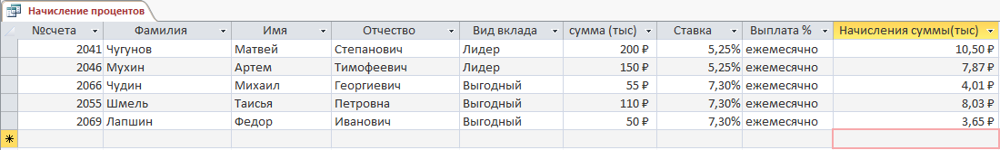 Начисление процентов
№счета Фамилия Имя Отчество Вид вклада сумма (тыс) Ставка Выплата % Начисления суммы(тыс)
2041 Чугунов Матвей Степанович Лидер 200 ₽ 5,25% ежемесячно 10,50 ₽
2046 Мухин Артем Тимофеевич Лидер 150 ₽ 5,25% ежемесячно 7,87 ₽
2066 Чудин Михаил Георгиевич Выгодный 55 ₽ 7,30% ежемесячно 4,01 ₽
2055 Шмель Таисья Петровна Выгодный 110 ₽ 7,30% ежемесячно 8,03 ₽
2069 Лапшин Федор Иванович Выгодный 50 ₽ 7,30% ежемесячно 3,65 ₽